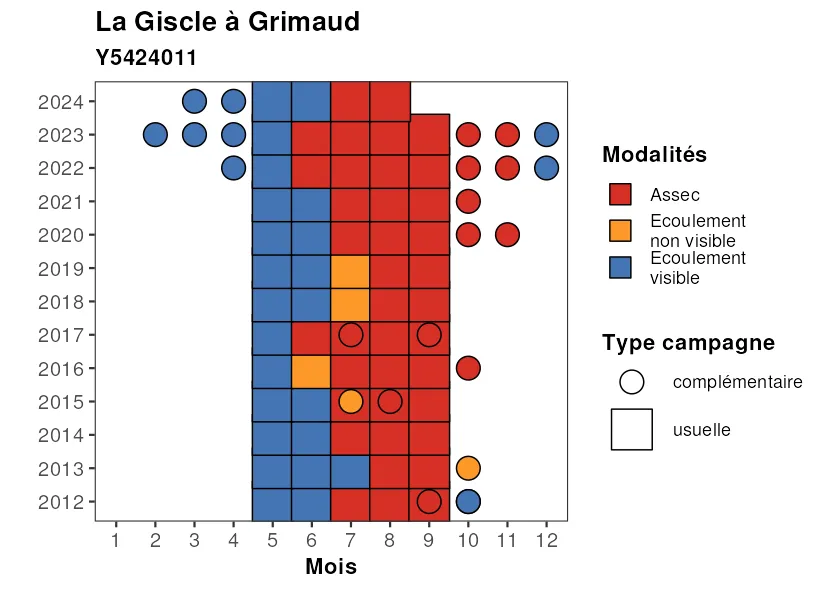 La Giscle à Grimaud
Y5424011
2024
2023
2022
2021
2020
2019
2018
2017
2016
2015
2014
2013
2012
1 2 3 4 5 6 7 8 9 10 11 12
Mois
Modalités
Assec
Ecoulement
non visible
Ecoulement
visible
Type campagne
complémentaire
usuelle